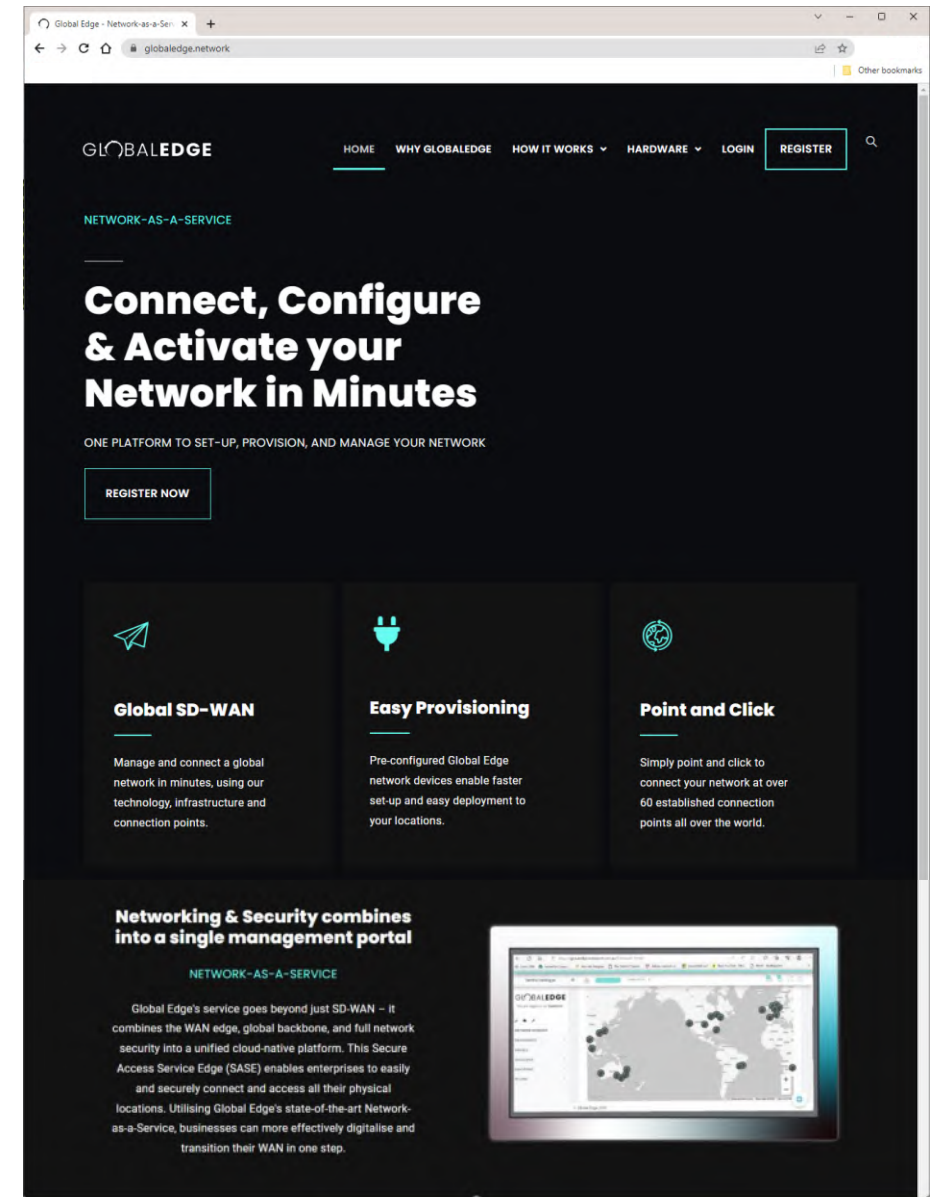 Global Edge - Network-as-a-Ser
globaledge.network
Other bookmarks
GLOBALEDGE
HOME WHY GLOBALEDGE HOW IT WORKS HARDWARE LOGIN REGISTER
NETWORK-AS-A-SERVICE
Connect, Configure
& Activate your
Network in Minutes
ONE PLATFORM TO SET-UP, PROVISION, AND MANAGE YOUR NETWORK
REGISTER NOW
Global SD-WAN
Manage and connect a global
network in minutes, using our
technology, infrastructure and
connection points.
Easy Provisioning
Pre-configured Global Edge
network devices enable faster
set-up and easy deployment to
your locations.
Point and Click
Simply point and click to
connect your network at over
60 established connection
points all over the world.
Networking & Security combines
into a single management portal
NETWORK-AS-A-SERVICE
Global Edge's service goes beyond just SD-WAN – it
combines the WAN edge, global backbone, and full network
security into a unified cloud-native platform. This Secure
Access Service Edge (SASE) enables enterprises to easily
and securely connect and access all their physical
locations. Utilising Global Edge's state-of-the-art Network-
as-a-Service, businesses can more effectively digitalise and
transition their WAN in one step.
GLOBALEDGE